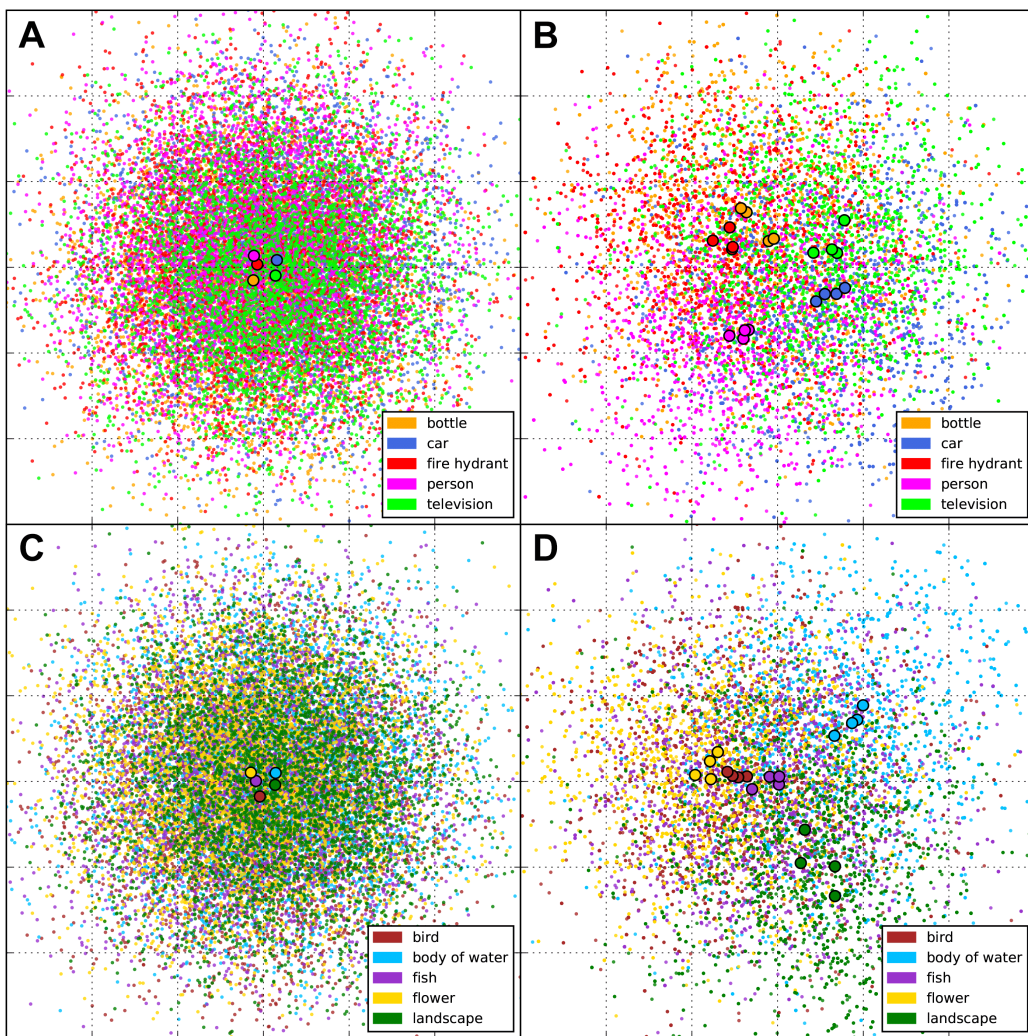 A
bottle
car
fire hydrant
person
television
B
bottle
car
fire hydrant
person
television
C
bird
body of water
fish
flower
landscape
D
bird
body of water
fish
flower
landscape